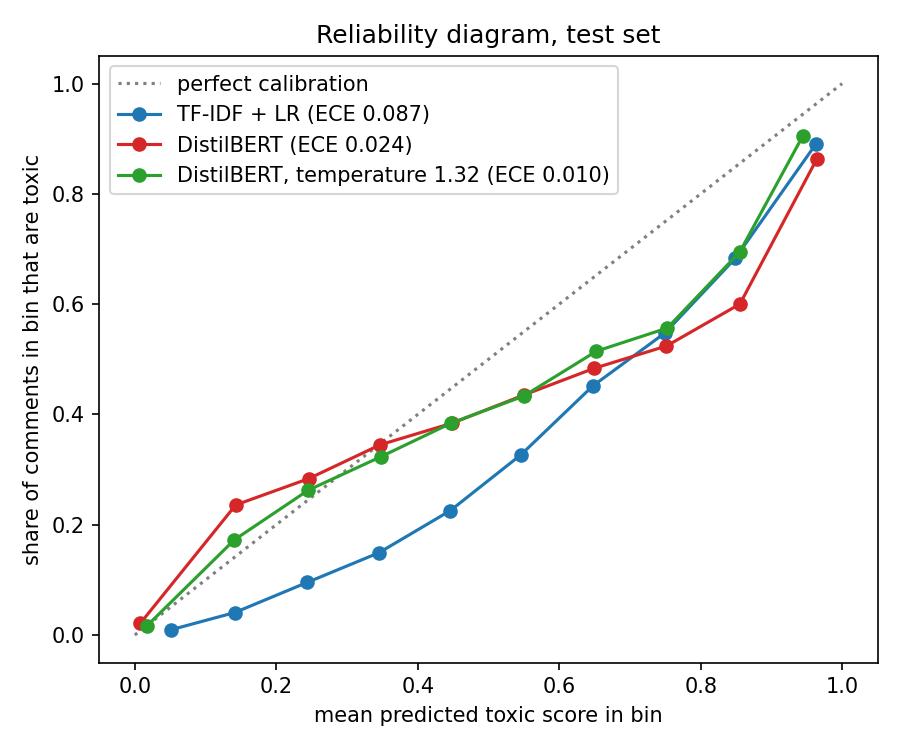 Reliability diagram, test set
perfect calibration
TF-IDF + LR (ECE 0.087)
DistilBERT (ECE 0.024)
DistilBERT, temperature 1.32 (ECE 0.010)
share of comments in bin that are toxic
1.0
0.8
0.6
0.4
0.2
0.0
0.0 0.2 0.4 0.6 0.8 1.0
mean predicted toxic score in bin